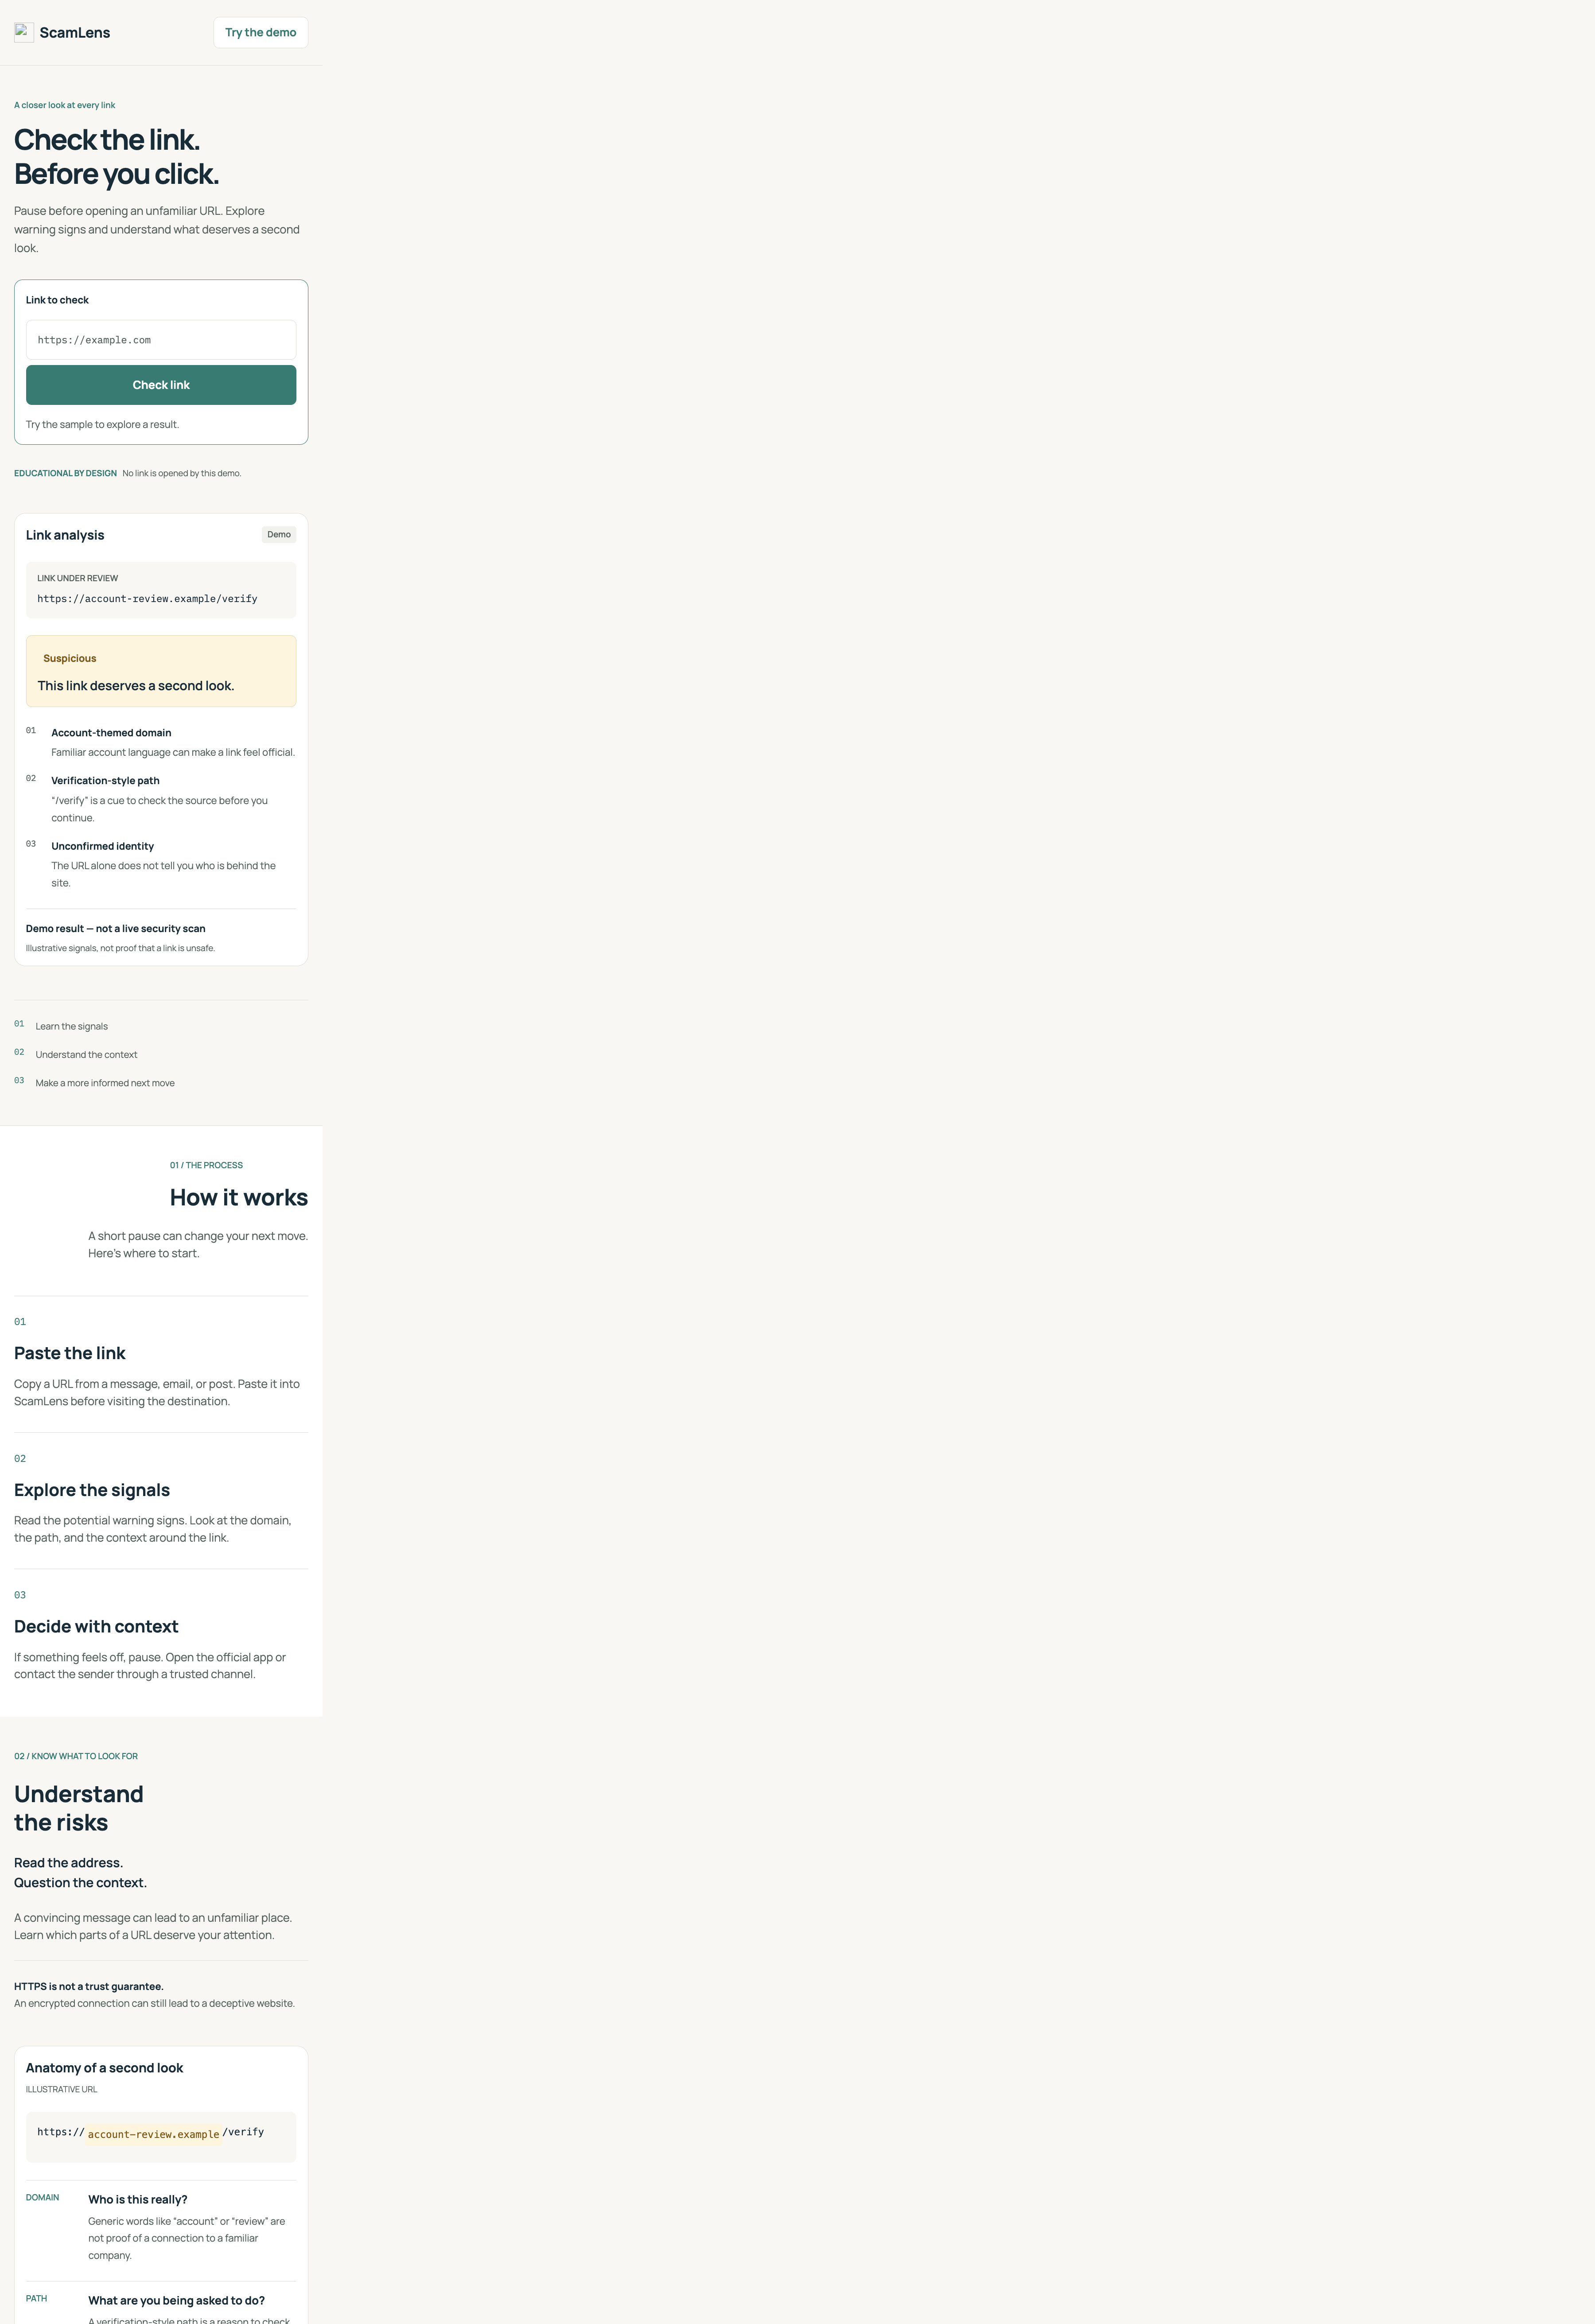 ScamLens
Try the demo
A closer look at every link
Check the link.
Before you click.
Pause before opening an unfamiliar URL. Explore
warning signs and understand what deserves a second
look.
Link to check
https://example.com
Check link
Try the sample to explore a result.
EDUCATIONAL BY DESIGN No link is opened by this demo.
Link analysis
Demo
LINK UNDER REVIEW
https://account-review.example/verify
Suspicious
This link deserves a second look.
01 Account-themed domain
Familiar account language can make a link feel official.
02 Verification-style path
“/verify” is a cue to check the source before you
continue.
03 Unconfirmed identity
The URL alone does not tell you who is behind the
site.
Demo result — not a live security scan
Illustrative signals, not proof that a link is unsafe.
01 Learn the signals
02 Understand the context
03 Make a more informed next move
01 / THE PROCESS
How it works
A short pause can change your next move.
Here’s where to start.
01
Paste the link
Copy a URL from a message, email, or post. Paste it into
ScamLens before visiting the destination.
02
Explore the signals
Read the potential warning signs. Look at the domain,
the path, and the context around the link.
03
Decide with context
If something feels off, pause. Open the official app or
contact the sender through a trusted channel.
02 / KNOW WHAT TO LOOK FOR
Understand
the risks
Read the address.
Question the context.
A convincing message can lead to an unfamiliar place.
Learn which parts of a URL deserve your attention.
HTTPS is not a trust guarantee.
An encrypted connection can still lead to a deceptive website.
Anatomy of a second look
ILLUSTRATIVE URL
https://account-review.example/verify
DOMAIN
Who is this really?
Generic words like “account” or “review” are
not proof of a connection to a familiar
company.
PATH
What are you being asked to do?
A verification-style path is a reason to check